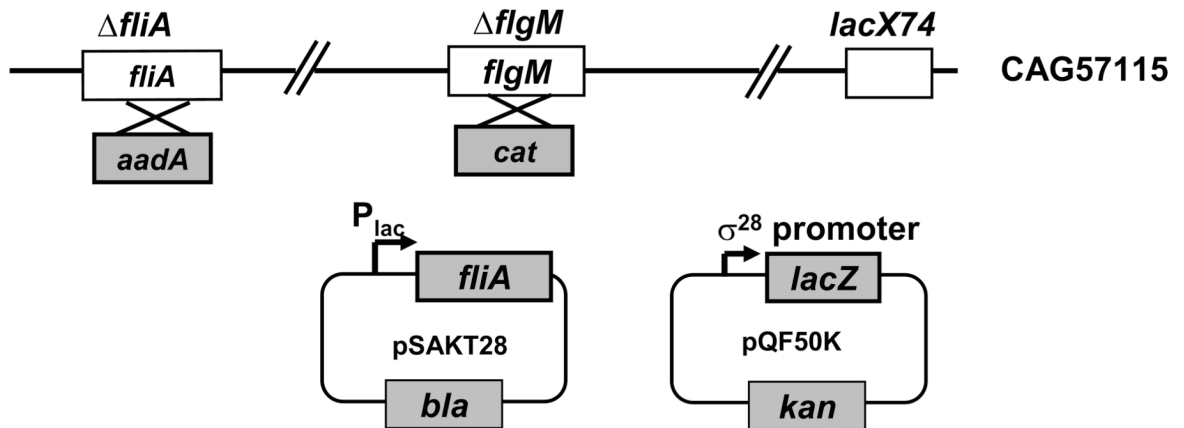 ΔfliA ΔflgM lacX74
fliA flgM CAG57115
aadA cat
Plac σ28 promoter
fliA lacZ
pSAKT28 pQF50K
bla kan